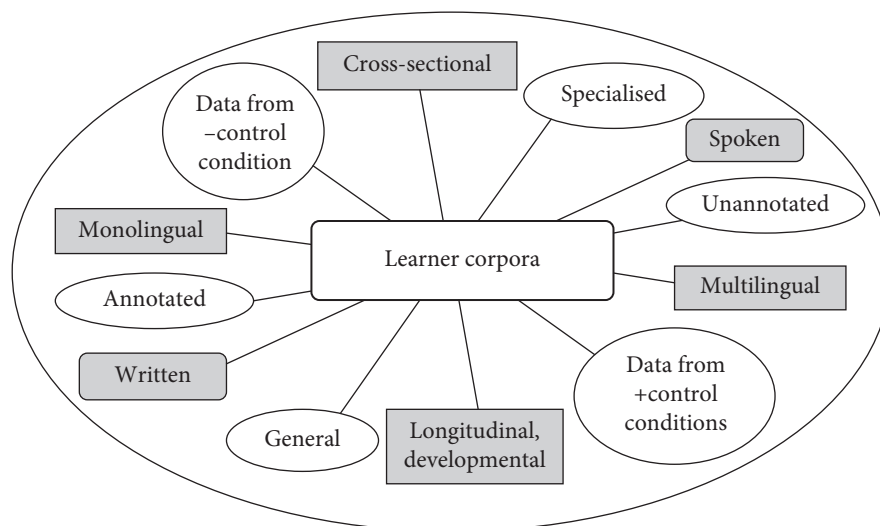 Cross-sectional
Data from
–control
condition
Specialised
Spoken
Unannotated
Monolingual
Learner corpora
Annotated
Multilingual
Written
Data from
+control
conditions
General
Longitudinal,
developmental